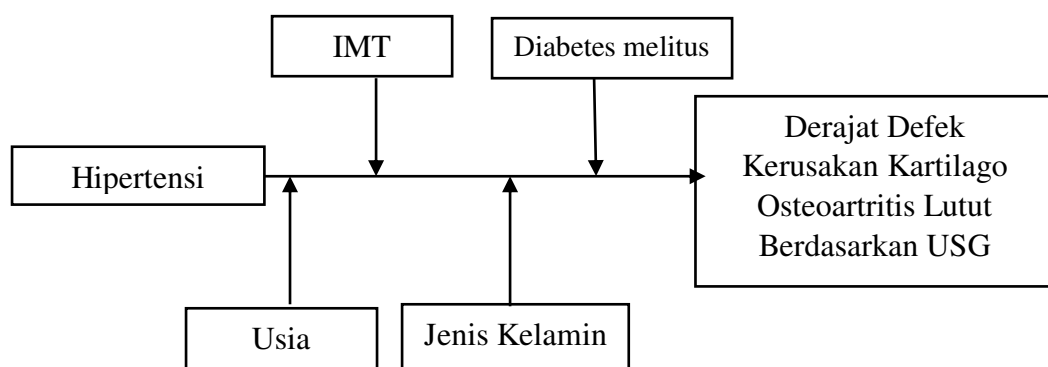 IMT
Diabetes melitus
Hipertensi
Derajat Defek
Kerusakan Kartilago
Osteoartritis Lutut
Berdasarkan USG
Usia
Jenis Kelamin